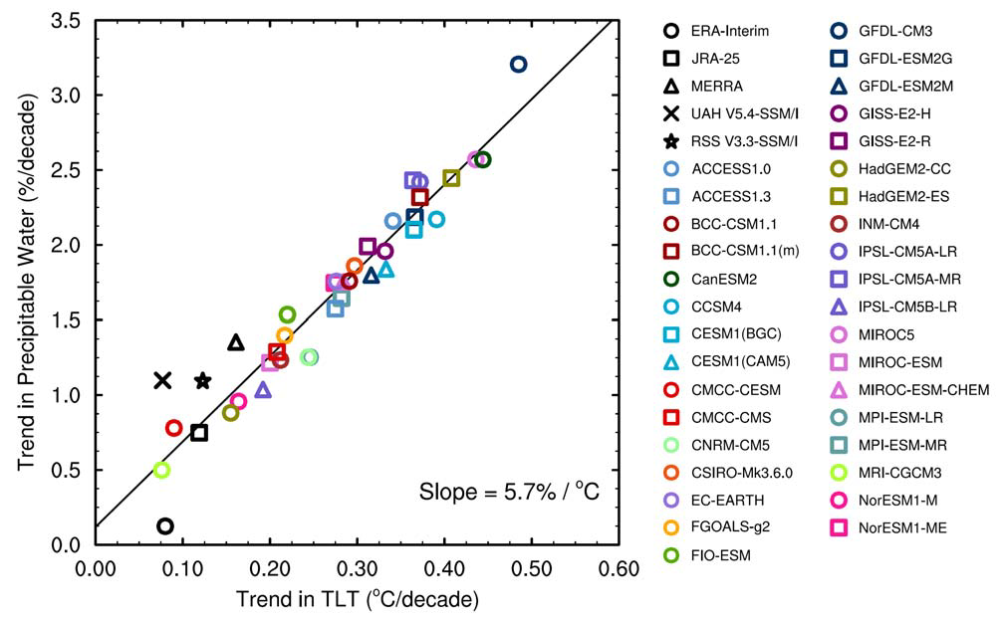 3.5
3.0
2.5
2.0
1.5
1.0
0.5
0.0
Trend in Precipitable Water (%/decade)
Slope = 5.7% / °C
0.00 0.10 0.20 0.30 0.40 0.50 0.60
Trend in TLT (°C/decade)
ERA-Interim
JRA-25
MERRA
UAH V5.4-SSM/I
RSS V3.3-SSM/I
ACCESS1.0
ACCESS1.3
BCC-CSM1.1
BCC-CSM1.1(m)
CanESM2
CCSM4
CESM1(BGC)
CESM1(CAM5)
CMCC-CESM
CMCC-CMS
CNRM-CM5
CSIRO-Mk3.6.0
EC-EARTH
FGOALS-g2
FIO-ESM
GFDL-CM3
GFDL-ESM2G
GFDL-ESM2M
GISS-E2-H
GISS-E2-R
HadGEM2-CC
HadGEM2-ES
INM-CM4
IPSL-CM5A-LR
IPSL-CM5A-MR
IPSL-CM5B-LR
MIROC5
MIROC-ESM
MIROC-ESM-CHEM
MPI-ESM-LR
MPI-ESM-MR
MRI-CGCM3
NorESM1-M
NorESM1-ME